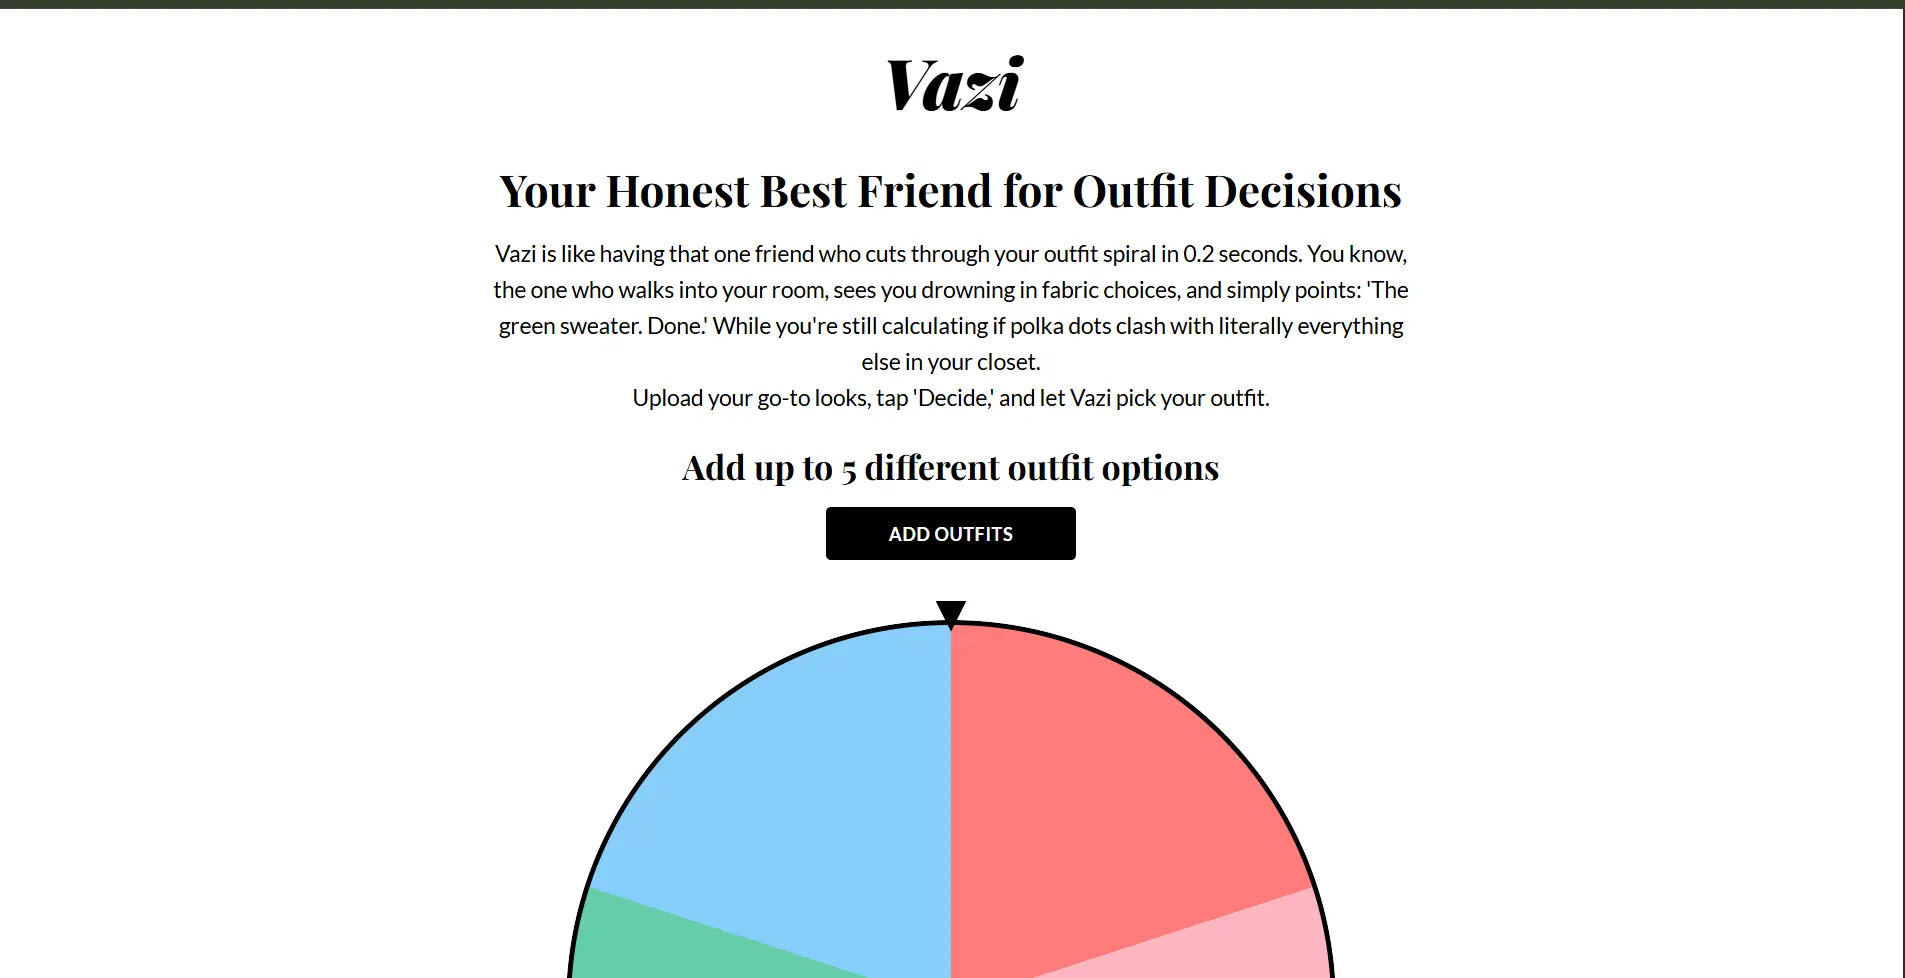 Vazi
Your Honest Best Friend for Outfit Decisions
Vazi is like having that one friend who cuts through your outfit spiral in 0.2 seconds. You know,
the one who walks into your room, sees you drowning in fabric choices, and simply points: 'The
green sweater. Done.' While you're still calculating if polka dots clash with literally everything
else in your closet.
Upload your go-to looks, tap 'Decide,' and let Vazi pick your outfit.
Add up to 5 different outfit options
ADD OUTFITS